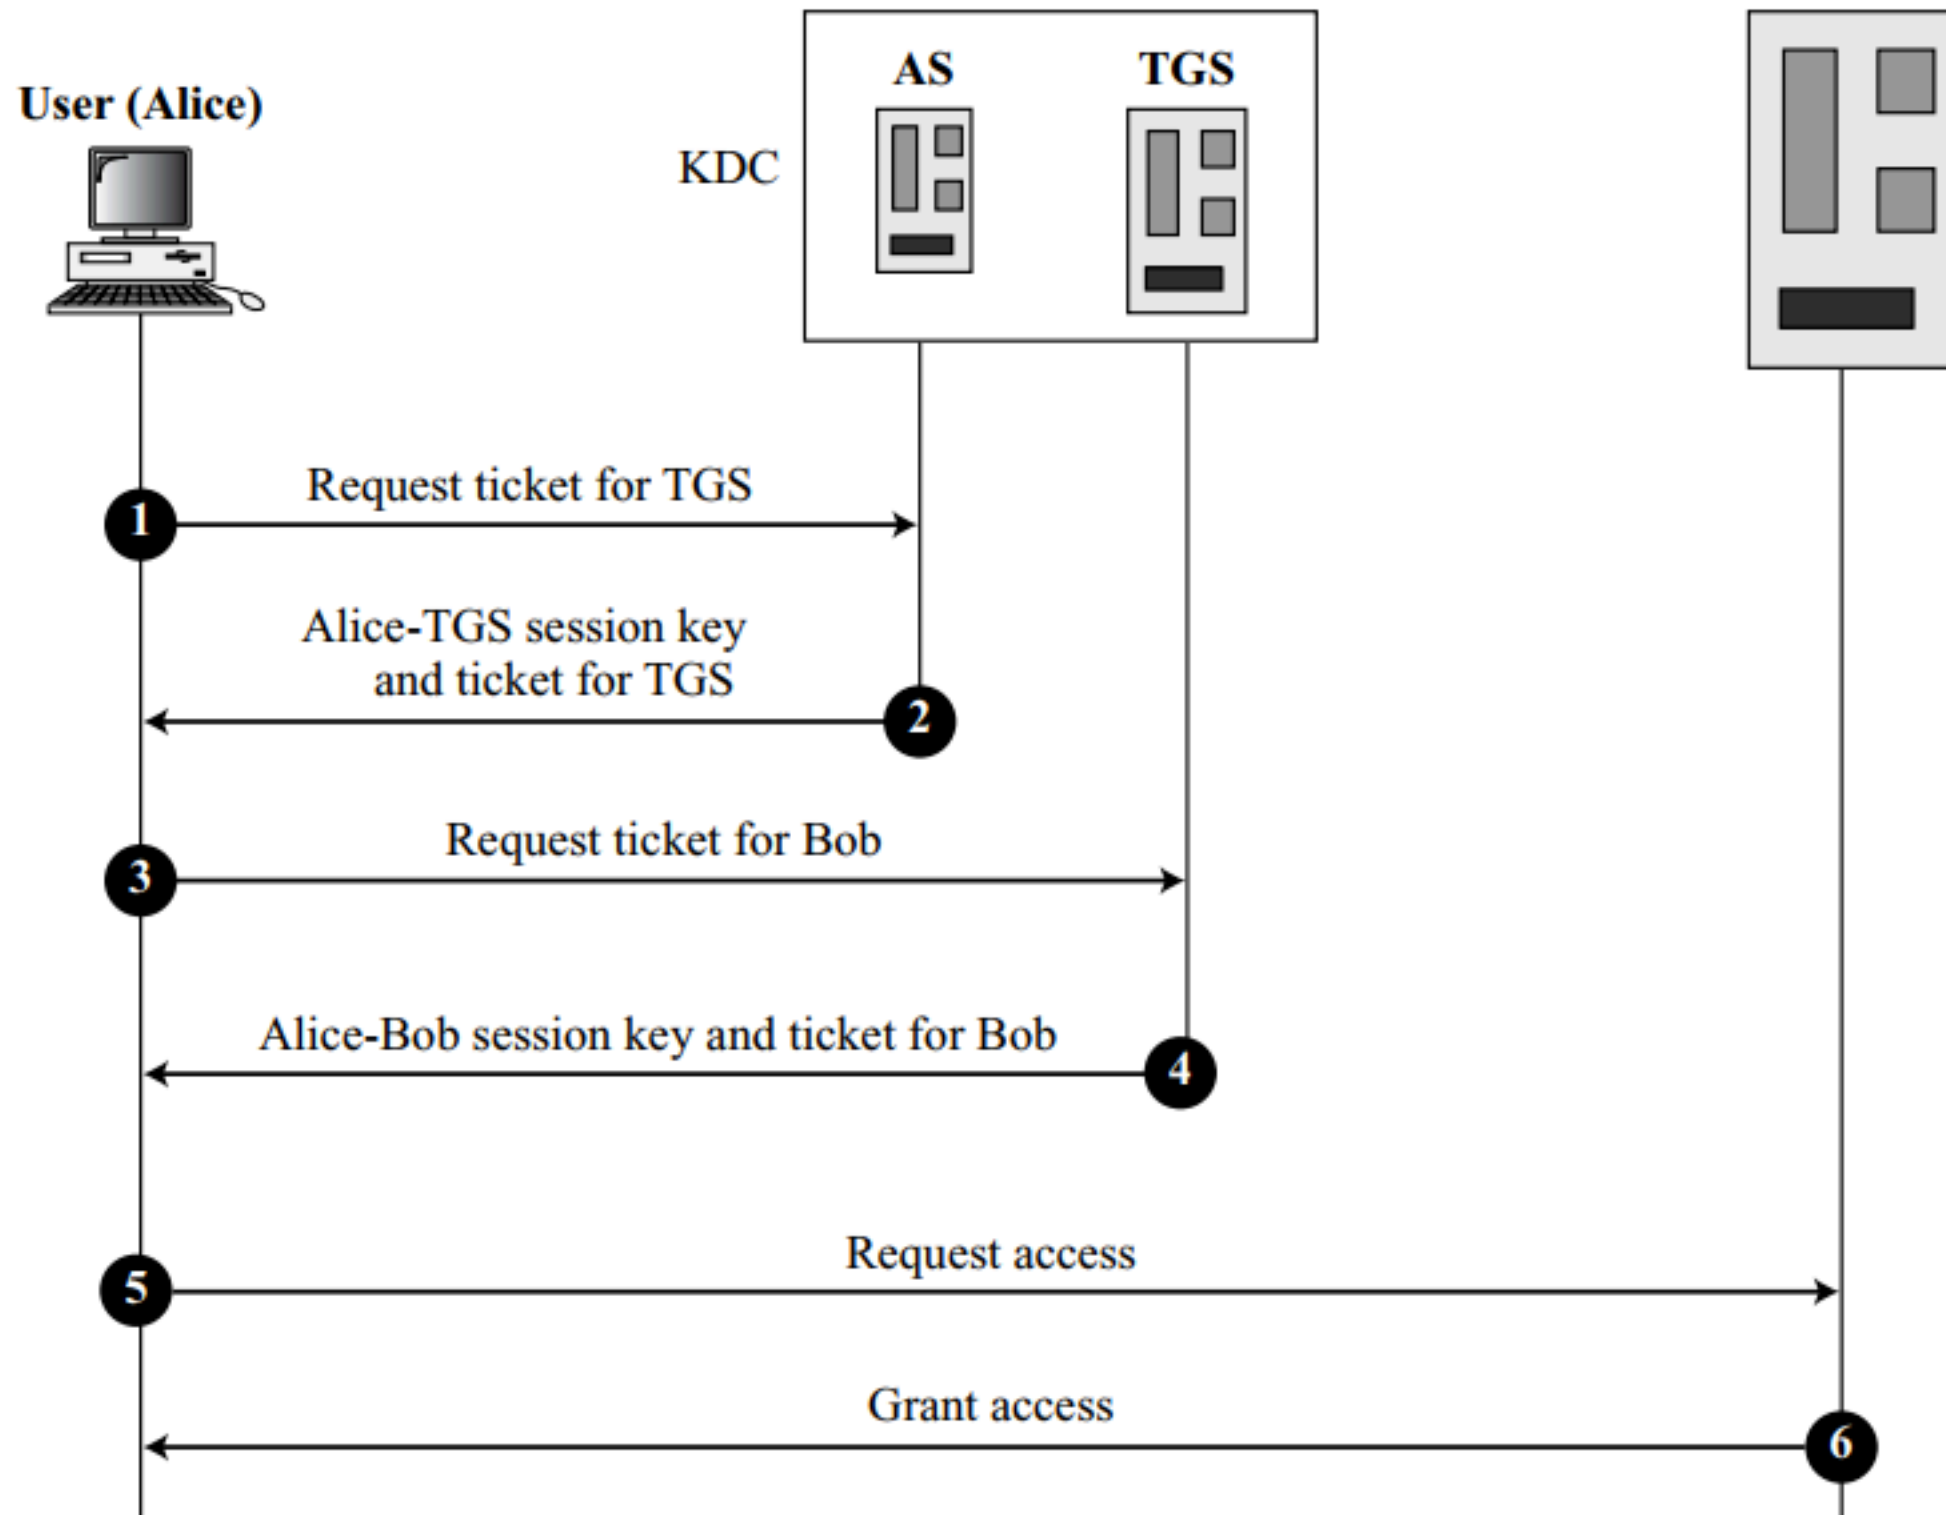 AS
TGS
User (Alice)
KDC
Request ticket for TGS
1
Alice-TGS session key
and ticket for TGS
2
Request ticket for Bob
3
Alice-Bob session key and ticket for Bob
4
Request access
5
Grant access
6